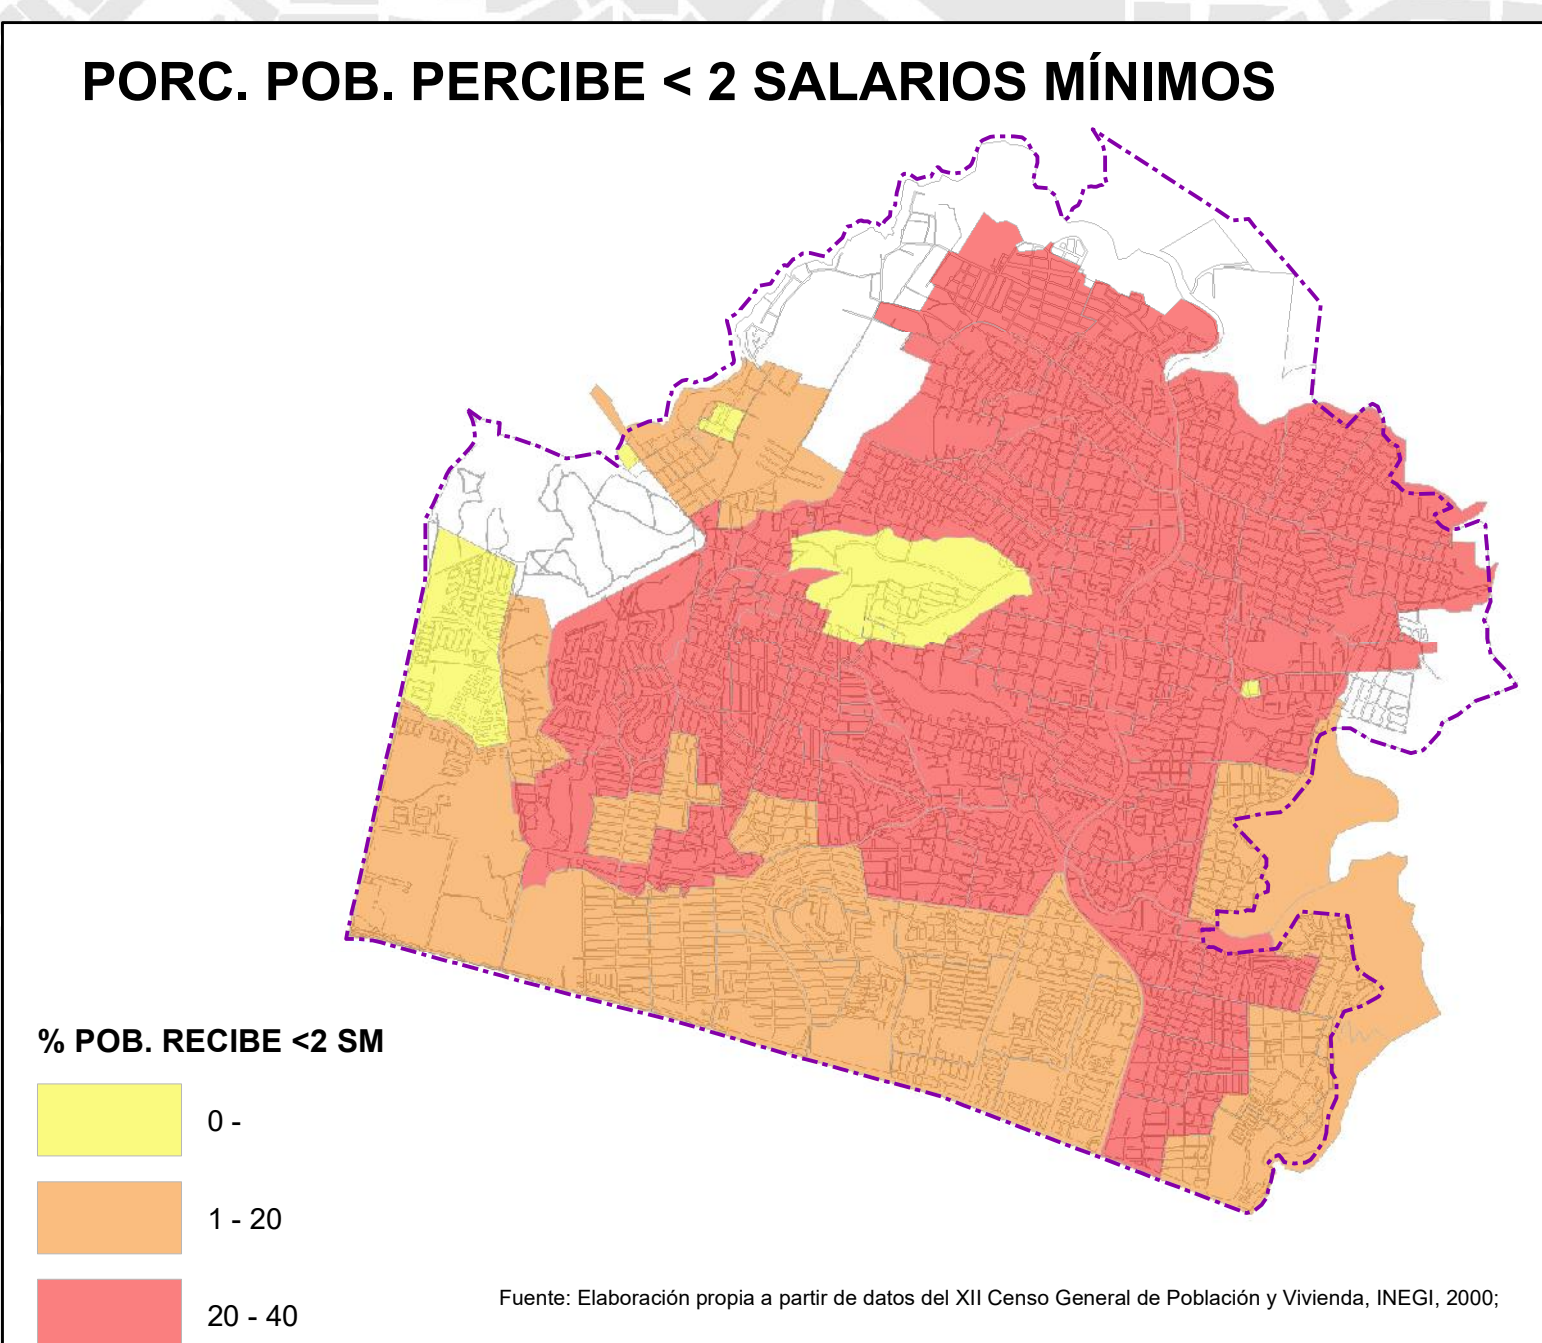 PORC. POB. PERCIBE < 2 SALARIOS MÍNIMOS
% POB. RECIBE <2 SM
0 -
1 - 20
20 - 40
Fuente: Elaboración propia a partir de datos del XII Censo General de Población y Vivienda, INEGI, 2000;